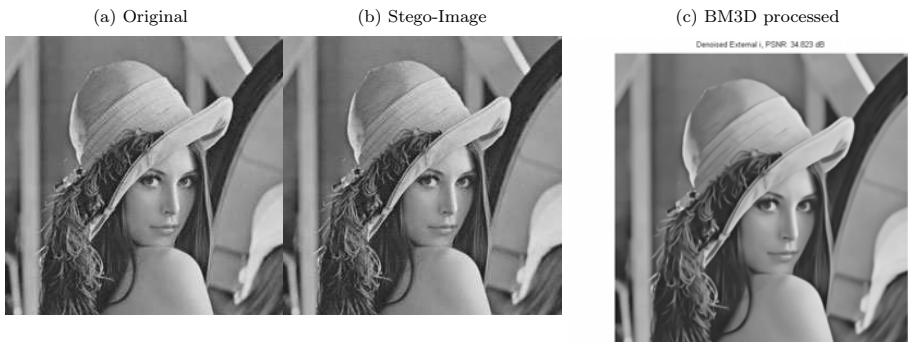 (a) Original
(b) Stego-Image
(c) BM3D processed
Denoised External i, PSNR: 34.823 dB